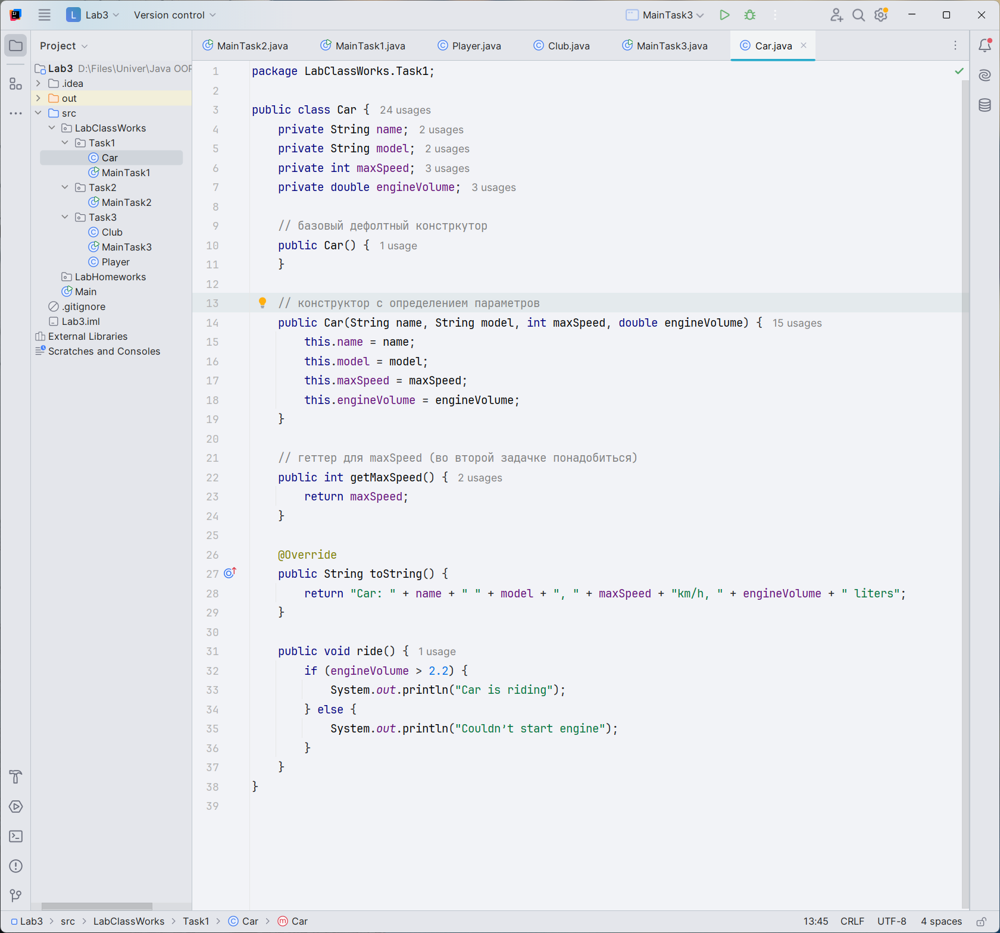 L Lab3 Version control MainTask3
Project
MainTask2.java MainTask1.java Player.java Club.java MainTask3.java Car.java
Lab3 D:\Files\Univer\Java OOP
.idea
out
src
LabClassWorks
Task1
Car
MainTask1
Task2
MainTask2
Task3
Club
MainTask3
Player
LabHomeworks
Main
.gitignore
Lab3.iml
External Libraries
Scratches and Consoles
1 package LabClassWorks.Task1;
2
3 public class Car { 24 usages
4 private String name; 2 usages
5 private String model; 2 usages
6 private int maxSpeed; 3 usages
7 private double engineVolume; 3 usages
8
9 // базовый дефолтный констркутор
10 public Car() { 1 usage
11 }
12
13 // конструктор с определением параметров
14 public Car(String name, String model, int maxSpeed, double engineVolume) { 15 usages
15 this.name = name;
16 this.model = model;
17 this.maxSpeed = maxSpeed;
18 this.engineVolume = engineVolume;
19 }
20
21 // геттер для maxSpeed (во второй задачке понадобиться)
22 public int getMaxSpeed() { 2 usages
23 return maxSpeed;
24 }
25
26 @Override
27 public String toString() {
28 return "Car: " + name + " " + model + ", " + maxSpeed + "km/h, " + engineVolume + " liters";
29 }
30
31 public void ride() { 1 usage
32 if (engineVolume > 2.2) {
33 System.out.println("Car is riding");
34 } else {
35 System.out.println("Couldn’t start engine");
36 }
37 }
38 }
39
Lab3 > src > LabClassWorks > Task1 > Car > Car 13:45 CRLF UTF-8 4 spaces